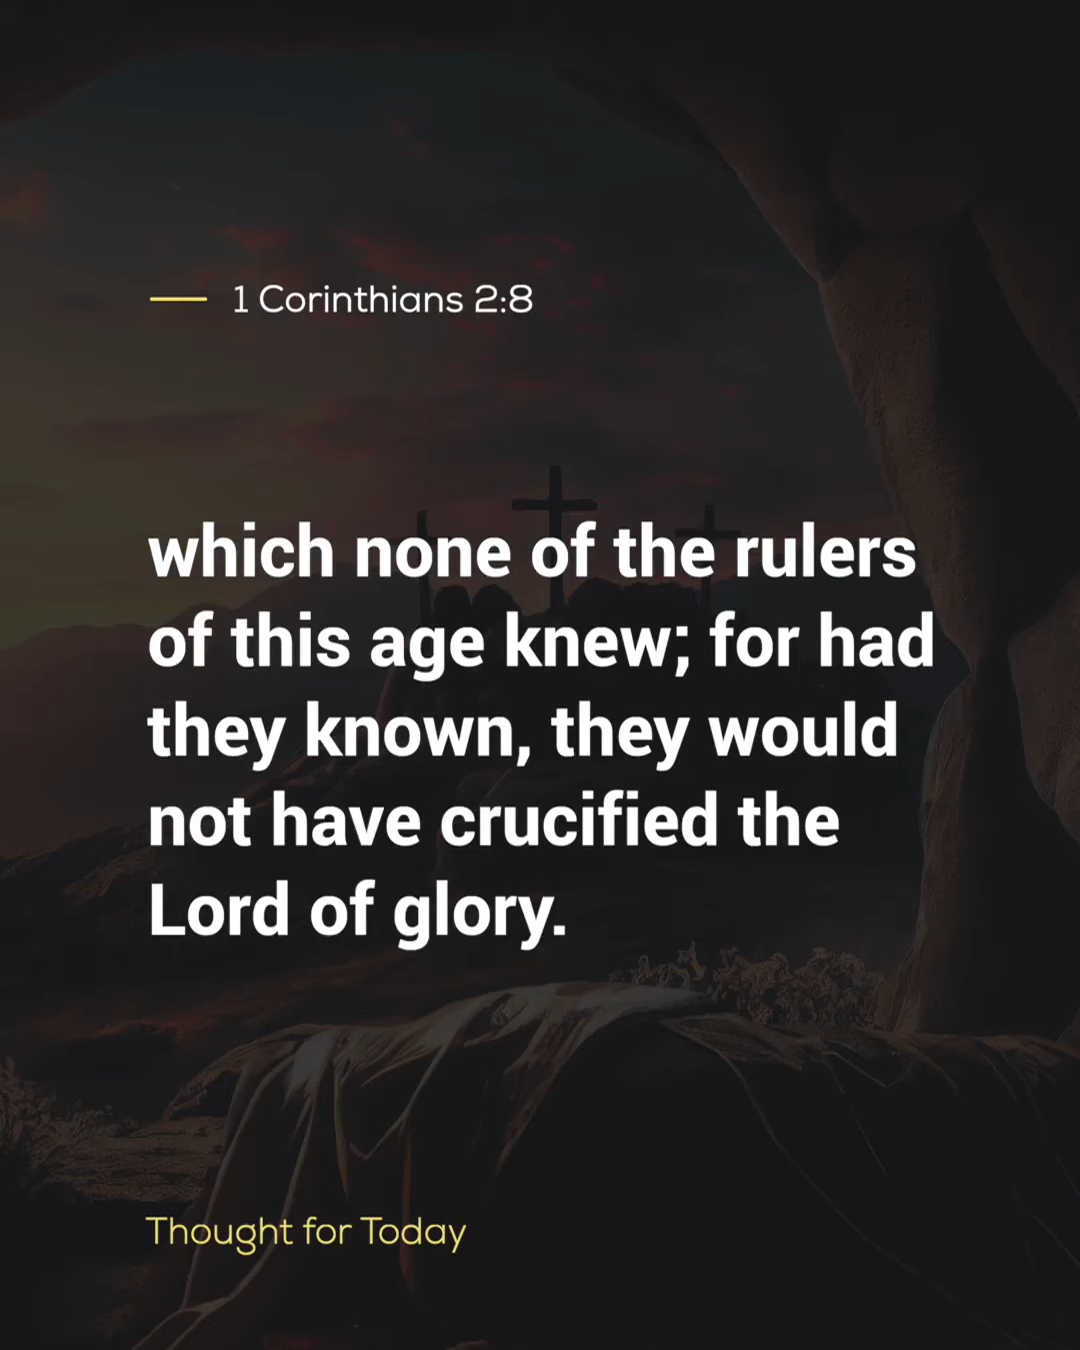 1 Corinthians 2:8
which none of the rulers
of this age knew; for had
they known, they would
not have crucified the
Lord of glory.
Thought for Today